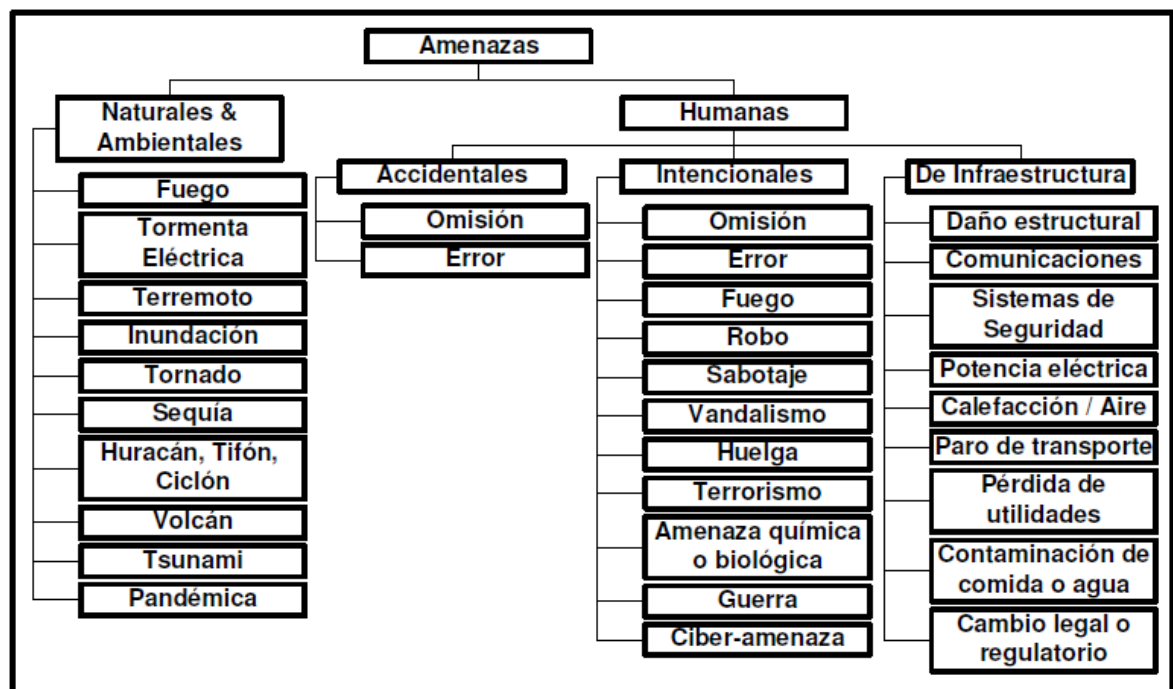 Amenazas
Naturales &
Ambientales
Fuego
Tormenta
Eléctrica
Terremoto
Inundación
Tornado
Sequía
Huracán, Tifón,
Ciclón
Volcán
Tsunami
Pandémica
Humanas
Accidentales
Omisión
Error
Intencionales
Omisión
Error
Fuego
Robo
Sabotaje
Vandalismo
Huelga
Terrorismo
Amenaza química
o biológica
Guerra
Ciber-amenaza
De Infraestructura
Daño estructural
Comunicaciones
Sistemas de
Seguridad
Potencia eléctrica
Calefacción / Aire
Paro de transporte
Pérdida de
utilidades
Contaminación de
comida o agua
Cambio legal o
regulatorio